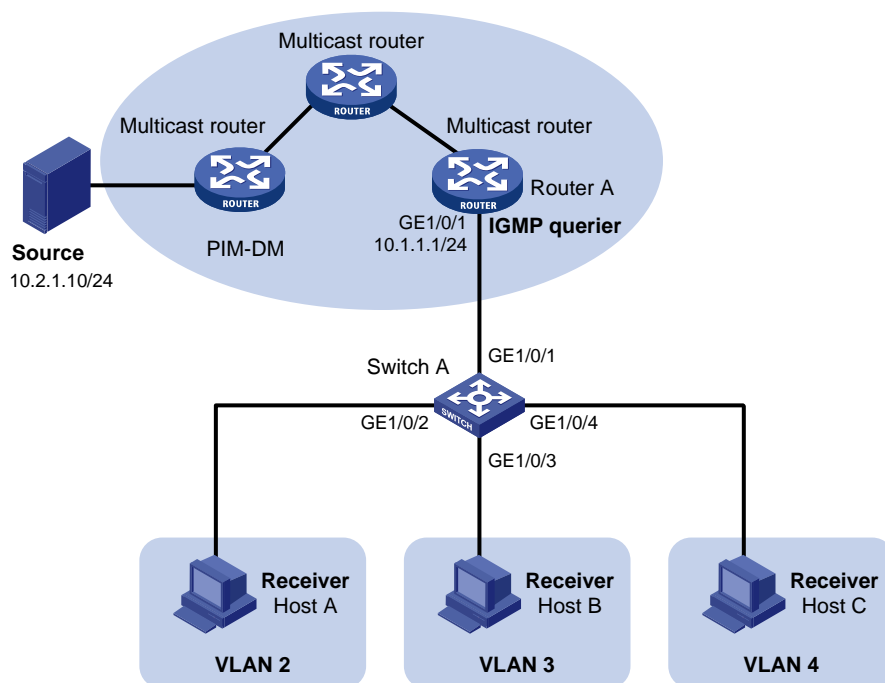 Multicast router
ROUTER
Multicast router
Multicast router
ROUTER
ROUTER
Router A
GE1/0/1
IGMP querier
10.1.1.1/24
PIM-DM
Source
10.2.1.10/24
GE1/0/1
Switch A
SWITCH
GE1/0/2
GE1/0/4
GE1/0/3
Receiver
Host A
VLAN 2
Receiver
Host B
VLAN 3
Receiver
Host C
VLAN 4